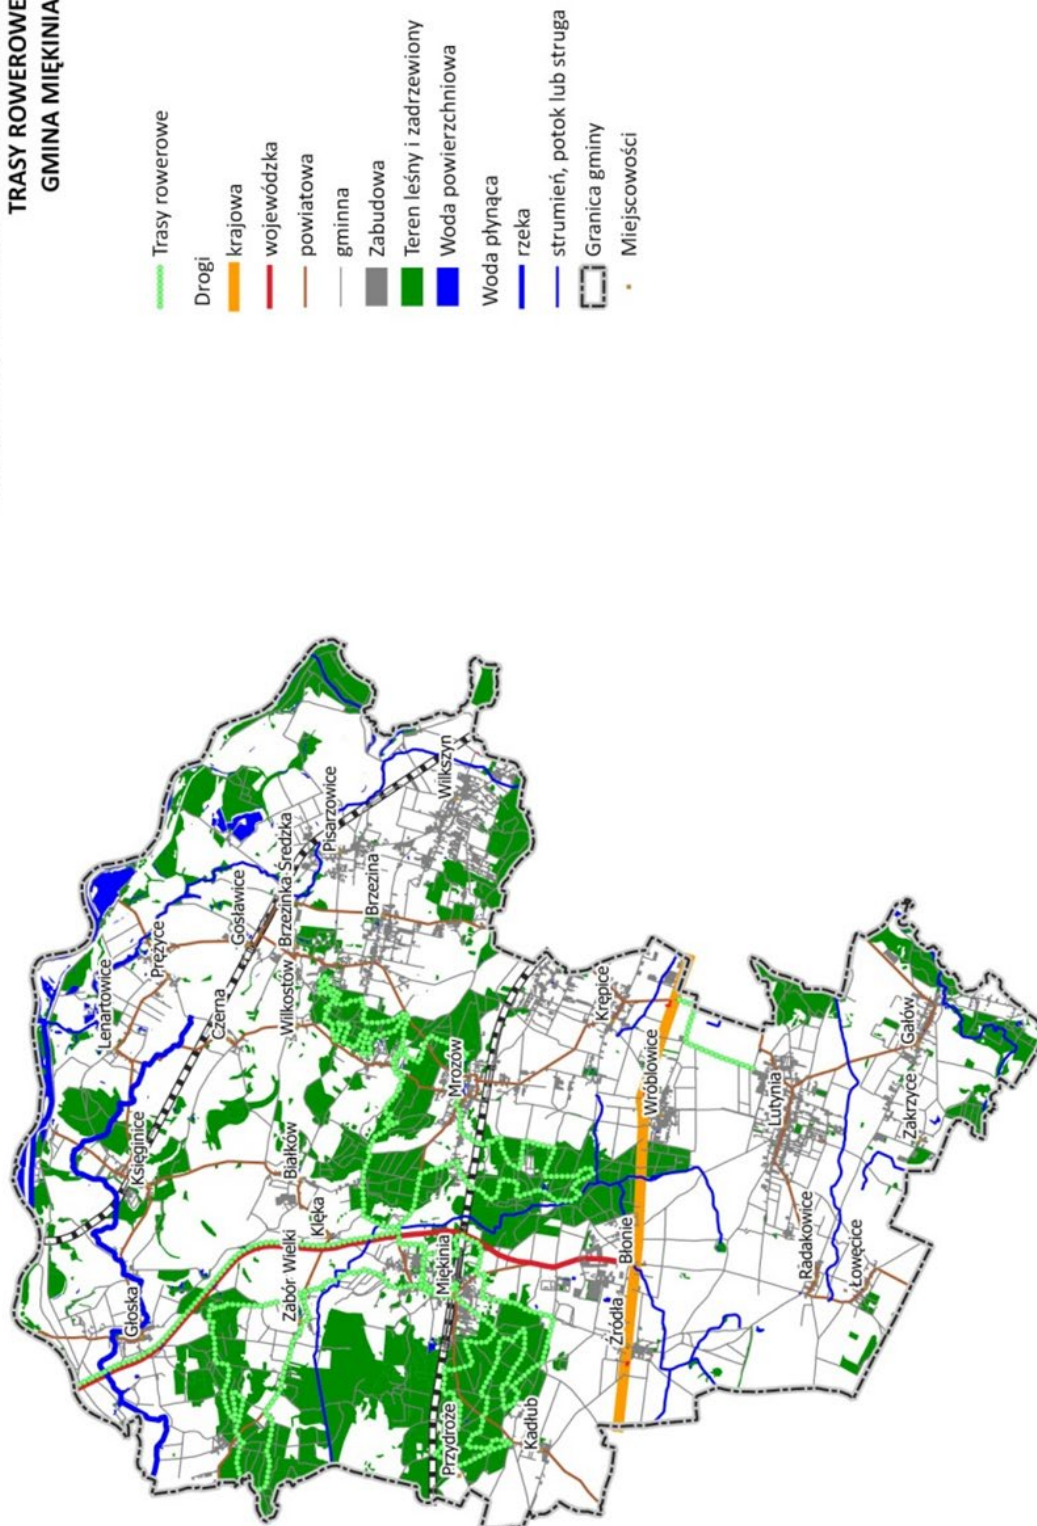 TRASY ROWEROWE
GMINA MIĘKINIA
Trasy rowerowe
Drogi
krajowa
wojewódzka
powiatowa
gminna
Zabudowa
Teren leśny i zadrzewiony
Woda powierzchniowa
Woda płynąca
rzeka
strumień, potok lub struga
Granica gminy
Miejscowości
Lenartowice
Prężyce
Gosławice
Brzezinka Średzka
Pisarzowice
Wilkszyn
Brzezina
Wilkostów
Czerna
Księginice
Głoska
Białków
Klęka
Zabór Wielki
Mrozów
Miękinia
Przydroże
Kadłub
Źródła
Błonie
Wróblowice
Krępice
Lutynia
Radakowice
Łowęcice
Zakrzyce
Gałów